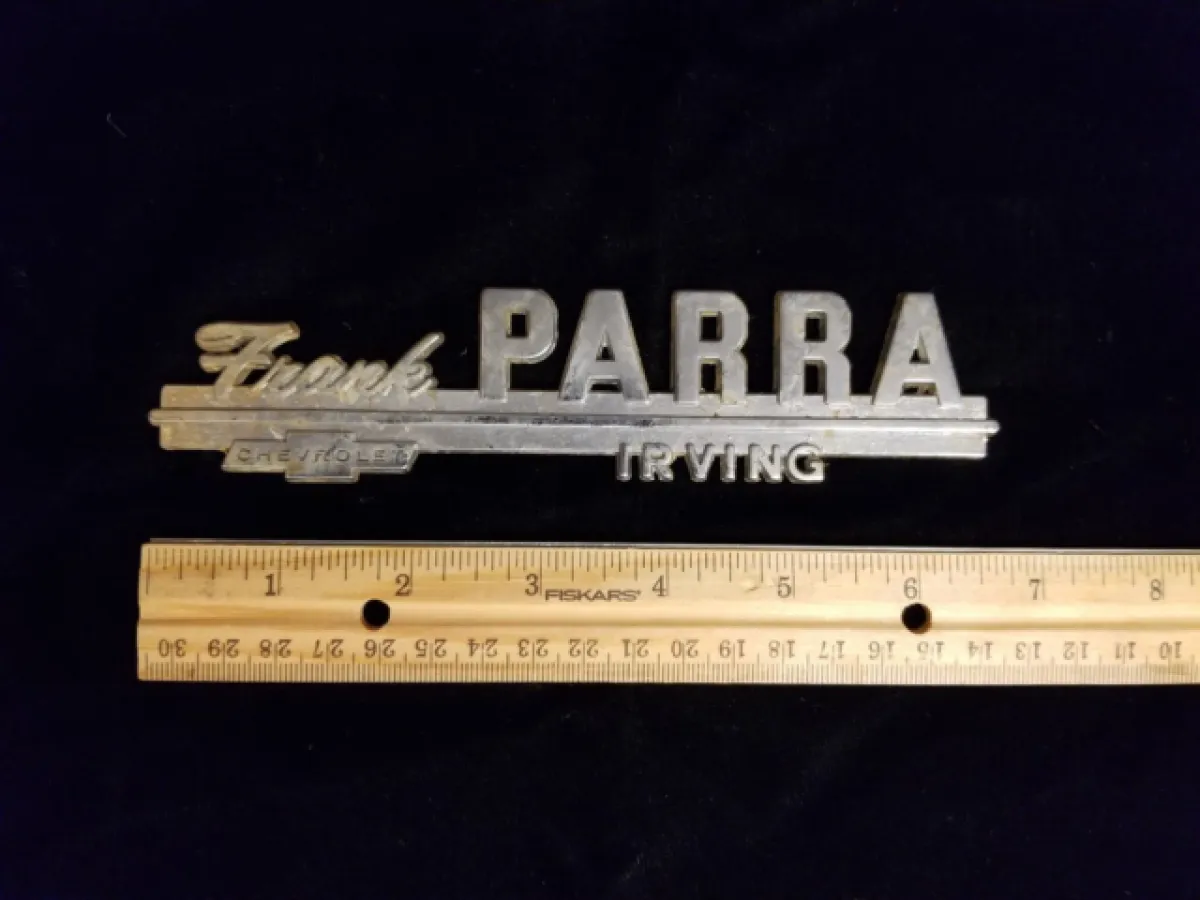 Frank PARRA
CHEVROLET IRVING
1 2 3 FISKARS 4 5 6 7 8
30 29 28 27 26 25 24 23 22 21 20 19 18 17 16 15 14 13 12 11 10